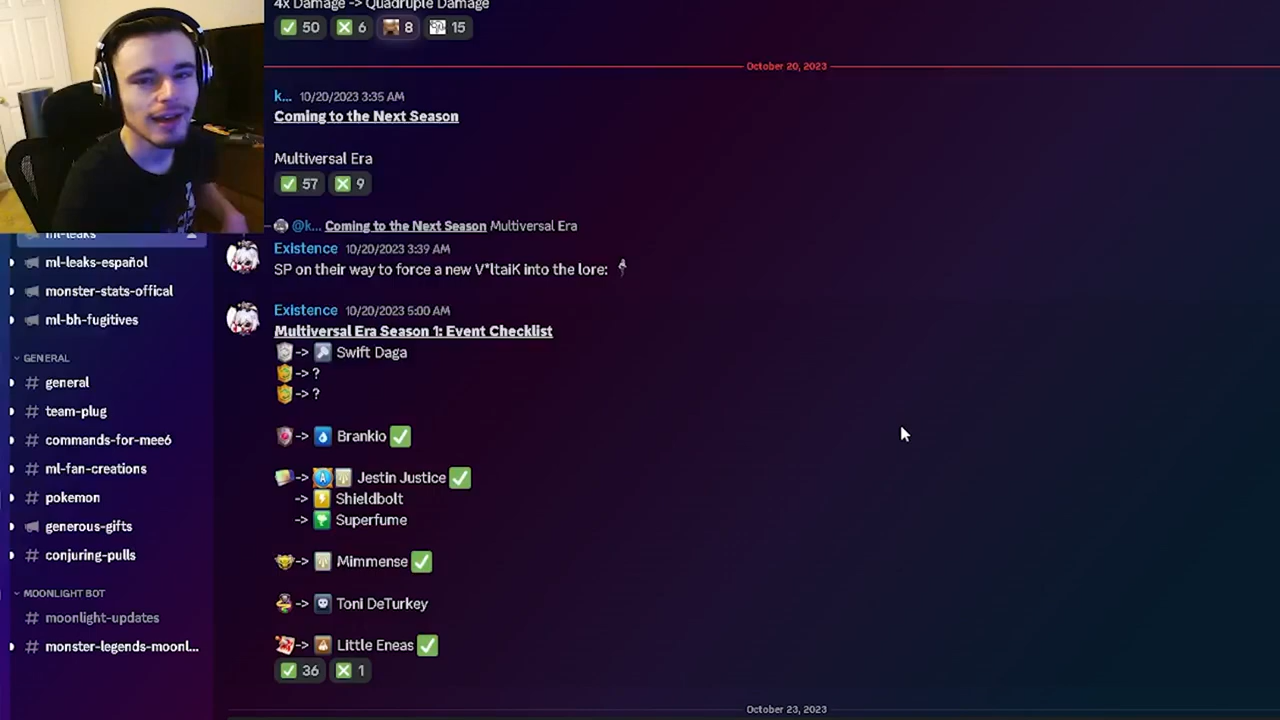 4x Damage -> Quadruple Damage
50 6 8 15
October 20, 2023
k... 10/20/2023 3:35 AM
Coming to the Next Season
Multiversal Era
57 9
@k... Coming to the Next Season Multiversal Era
Existence 10/20/2023 3:39 AM
SP on their way to force a new V*ltaiK into the lore:
Existence 10/20/2023 5:00 AM
Multiversal Era Season 1: Event Checklist
-> Swift Daga
-> ?
-> ?
-> Brankio
-> A Jestin Justice
-> Shieldbolt
-> Superfume
-> Mimmense
-> Toni DeTurkey
-> Little Eneas
36 1
October 23, 2023
ml-leaks
ml-leaks-español
monster-stats-offical
ml-bh-fugitives
GENERAL
# general
# team-plug
# commands-for-mee6
# ml-fan-creations
# pokemon
generous-gifts
# conjuring-pulls
MOONLIGHT BOT
# moonlight-updates
# monster-legends-moonl...